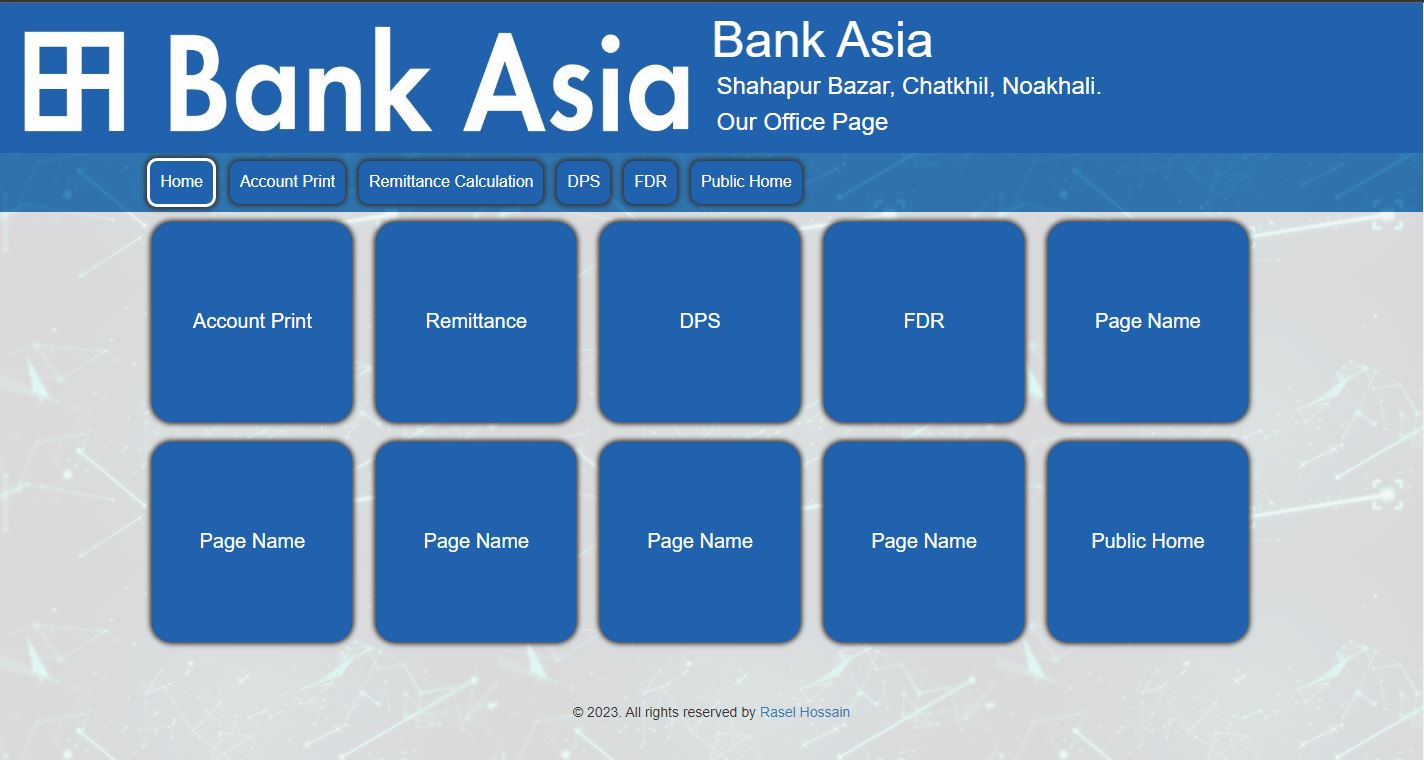 Bank Asia
Bank Asia
Shahapur Bazar, Chatkhil, Noakhali.
Our Office Page
Home Account Print Remittance Calculation DPS FDR Public Home
Account Print Remittance DPS FDR Page Name
Page Name Page Name Page Name Page Name Public Home
© 2023. All rights reserved by Rasel Hossain